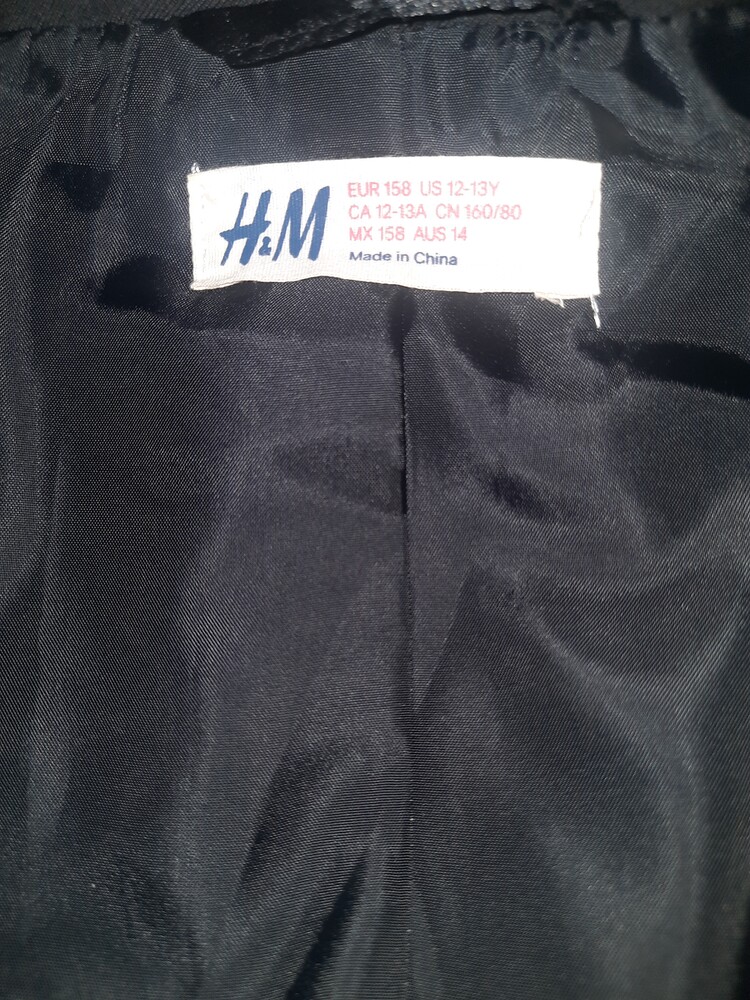 H&M
EUR 158 US 12-13Y
CA 12-13A CN 160/80
MX 158 AUS 14
Made in China